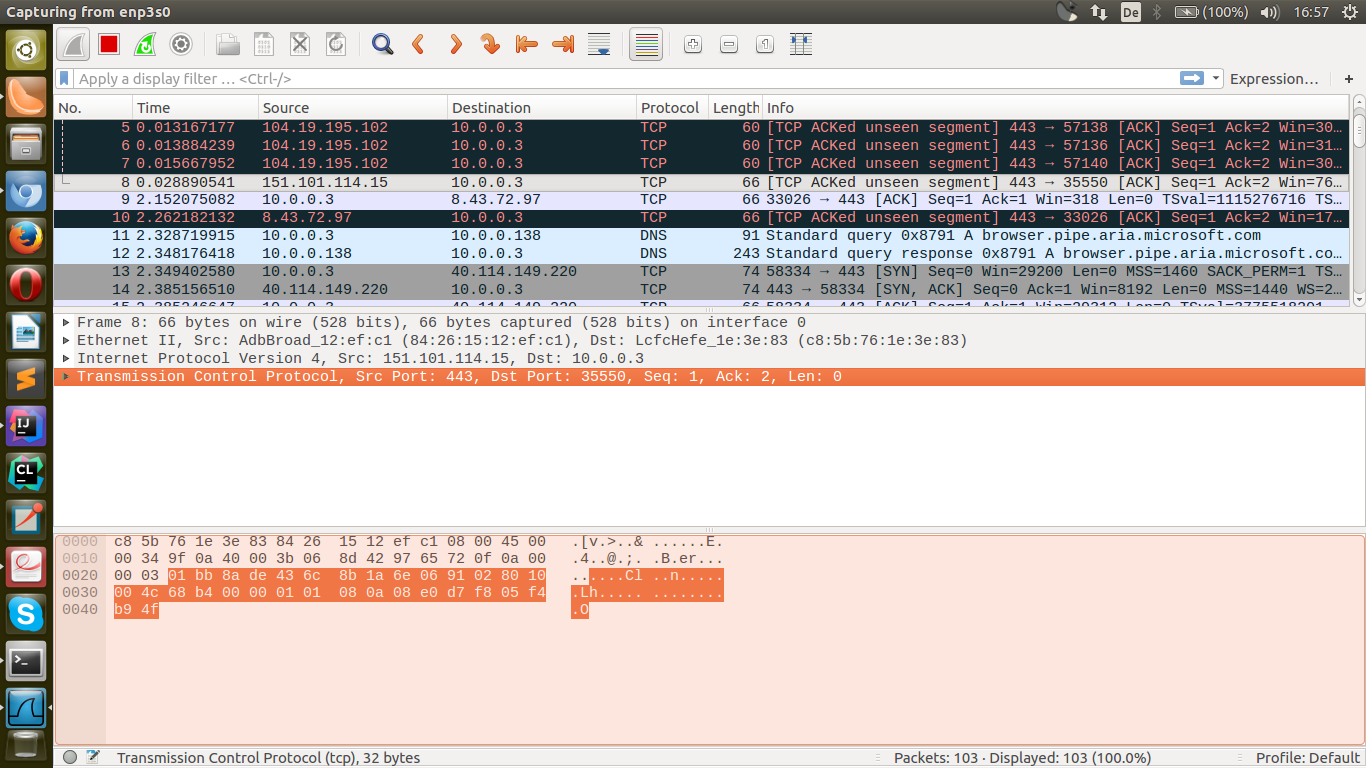 Capturing from enp3s0 De (100%) 16:57
Apply a display filter … <Ctrl-/> Expression… +
No. Time Source Destination Protocol Length Info
5 0.013167177 104.19.195.102 10.0.0.3 TCP 60 [TCP ACKed unseen segment] 443 → 57138 [ACK] Seq=1 Ack=2 Win=30…
6 0.013884239 104.19.195.102 10.0.0.3 TCP 60 [TCP ACKed unseen segment] 443 → 57136 [ACK] Seq=1 Ack=2 Win=31…
7 0.015667952 104.19.195.102 10.0.0.3 TCP 60 [TCP ACKed unseen segment] 443 → 57140 [ACK] Seq=1 Ack=2 Win=30…
8 0.028890541 151.101.114.15 10.0.0.3 TCP 66 [TCP ACKed unseen segment] 443 → 35550 [ACK] Seq=1 Ack=2 Win=76…
9 2.152075082 10.0.0.3 8.43.72.97 TCP 66 33026 → 443 [ACK] Seq=1 Ack=1 Win=318 Len=0 TSval=1115276716 TS…
10 2.262182132 8.43.72.97 10.0.0.3 TCP 66 [TCP ACKed unseen segment] 443 → 33026 [ACK] Seq=1 Ack=2 Win=17…
11 2.328719915 10.0.0.3 10.0.0.138 DNS 91 Standard query 0x8791 A browser.pipe.aria.microsoft.com
12 2.348176418 10.0.0.138 10.0.0.3 DNS 243 Standard query response 0x8791 A browser.pipe.aria.microsoft.co…
13 2.349402580 10.0.0.3 40.114.149.220 TCP 74 58334 → 443 [SYN] Seq=0 Win=29200 Len=0 MSS=1460 SACK_PERM=1 TS…
14 2.385156510 40.114.149.220 10.0.0.3 TCP 74 443 → 58334 [SYN, ACK] Seq=0 Ack=1 Win=8192 Len=0 MSS=1440 WS=2…
Frame 8: 66 bytes on wire (528 bits), 66 bytes captured (528 bits) on interface 0
Ethernet II, Src: AdbBroad_12:ef:c1 (84:26:15:12:ef:c1), Dst: LcfcHefe_1e:3e:83 (c8:5b:76:1e:3e:83)
Internet Protocol Version 4, Src: 151.101.114.15, Dst: 10.0.0.3
Transmission Control Protocol, Src Port: 443, Dst Port: 35550, Seq: 1, Ack: 2, Len: 0
0000 c8 5b 76 1e 3e 83 84 26 15 12 ef c1 08 00 45 00 .[v.>..& ......E.
0010 00 34 9f 0a 40 00 3b 06 8d 42 97 65 72 0f 0a 00 .4..@.;. .B.er...
0020 00 03 01 bb 8a de 43 6c 8b 1a 6e 06 91 02 80 10 ......Cl ..n.....
0030 00 4c 68 b4 00 00 01 01 08 0a 08 e0 d7 f8 05 f4 .Lh..... ........
0040 b9 4f .O
Transmission Control Protocol (tcp), 32 bytes Packets: 103 · Displayed: 103 (100.0%) Profile: Default